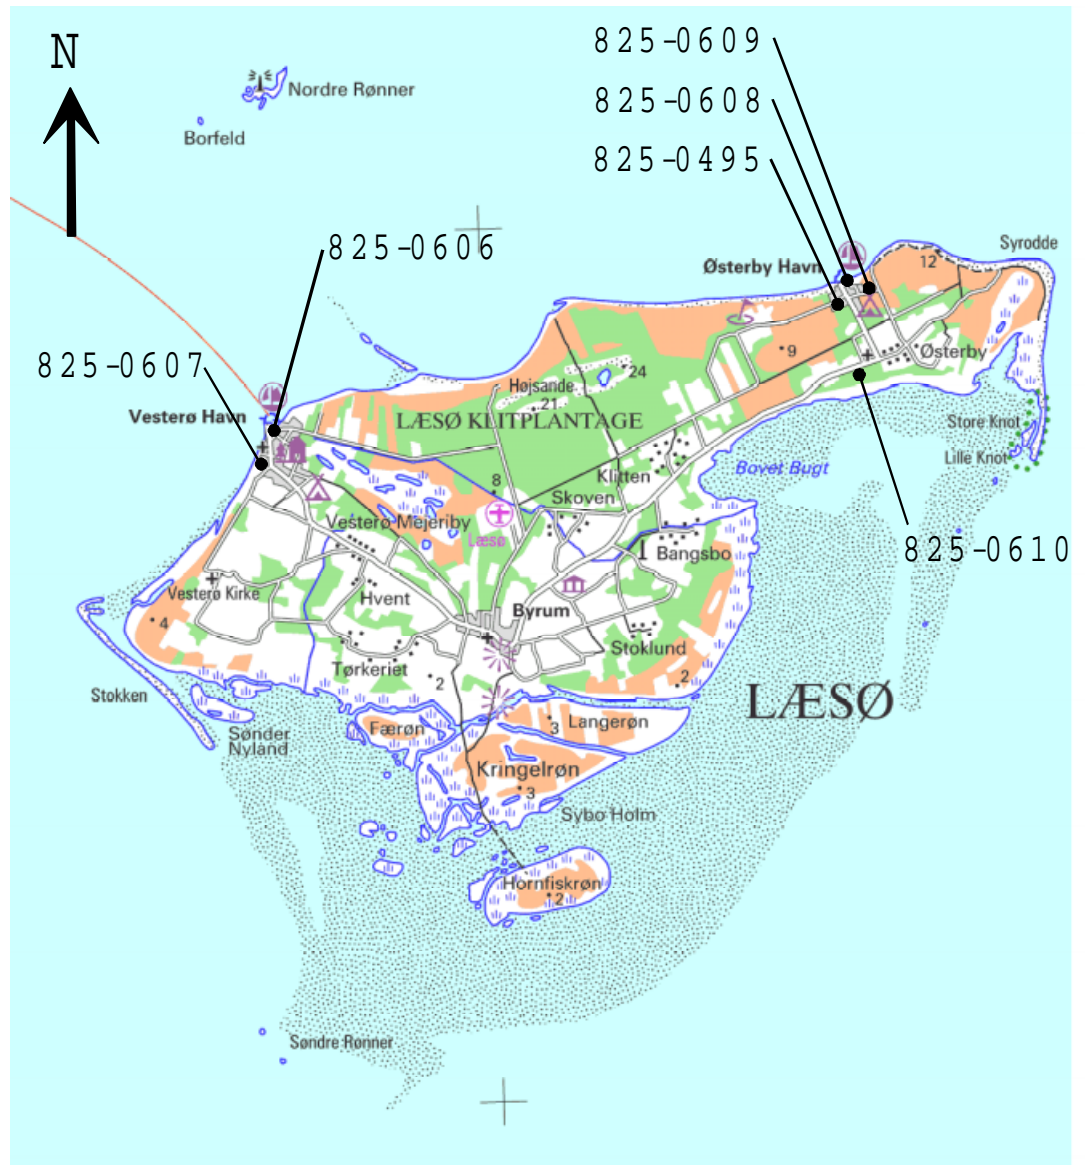 N
825-0609
825-0608
825-0495
Nordre Rønner
Borfeld
825-0606
Syrodde
Østerby Havn
12
825-0607
9
Østerby
Højsande
24
21
Vesterø Havn
LÆSØ KLITPLANTAGE
Store Knot
Lille Knot
Bovet Bugt
Klitten
8
Skoven
Vesterø Mejeriby
Læsø
Bangsbo
825-0610
Vesterø Kirke
Hvent
Byrum
4
Stoklund
Tørkeriet
2
2
Stokken
LÆSØ
Færøn
3
Langerøn
Sønder
Nyland
Kringelrøn
3
Sybo Holm
Hornfiskrøn
2
Søndre Rønner